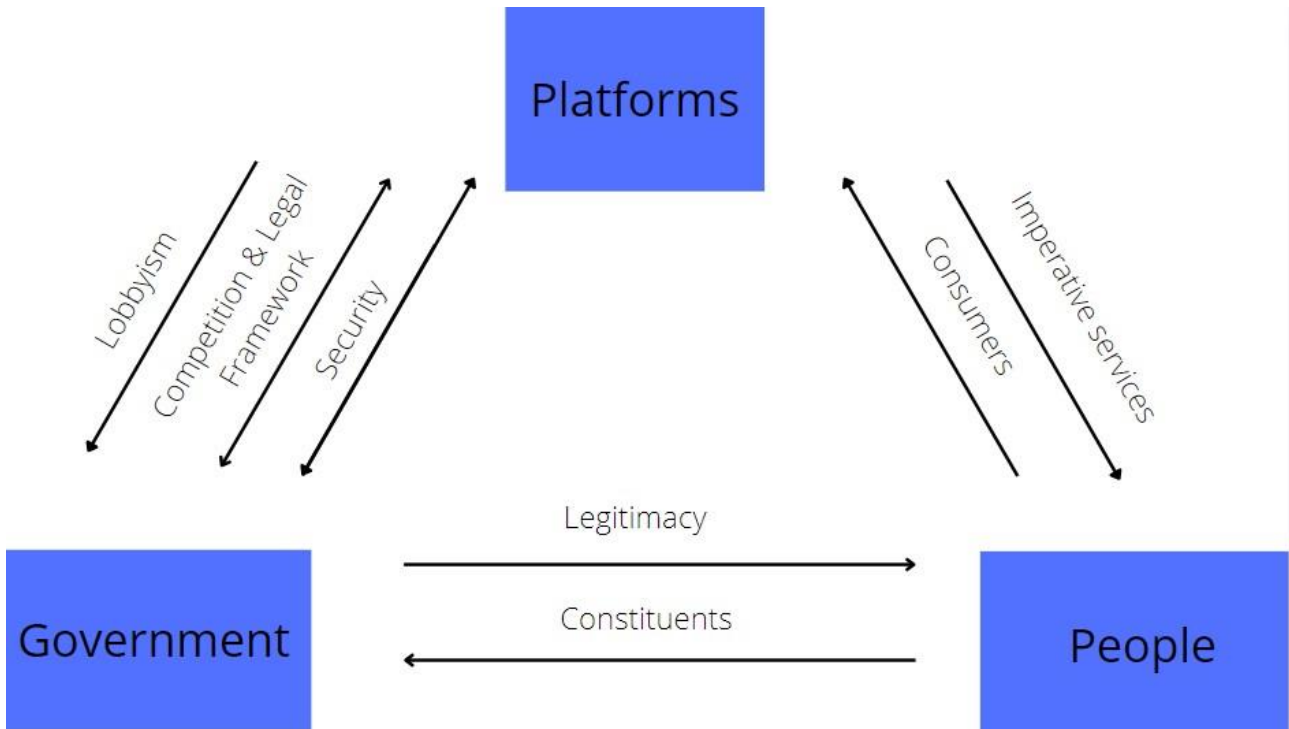 Platforms
Lobbyism
Competition & Legal
Framework
Security
Consumers
Imperative services
Legitimacy
Constituents
Government
People